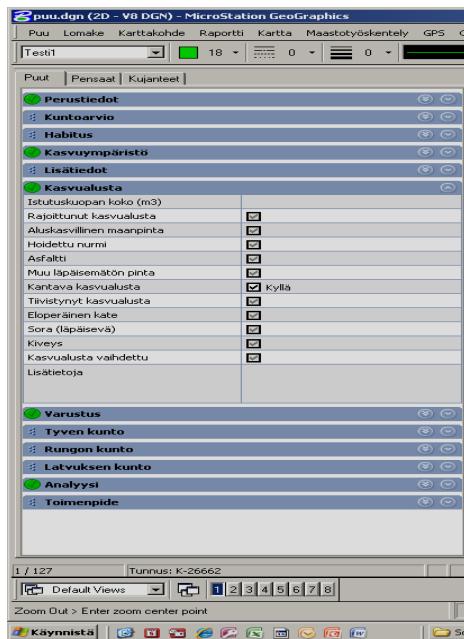 puu.dgn (2D - V8 DGN) - MicroStation GeoGraphics
Puu Lomake Karttakohde Raportti Kartta Maastotyöskentely GPS
Testi1 18 0 0
Puut Pensaat Kujanteet
Perustiedot
Kuntoarvio
Habitus
Kasvuympäristö
Lisätiedot
Kasvualusta
Istutuskuopan koko (m3)
Rajoittunut kasvualusta
Aluskasvillinen maanpinta
Hoidettu nurmi
Asfaltti
Muu läpäisemätön pinta
Kantava kasvualusta Kyllä
Tiivistynyt kasvualusta
Eloperäinen kate
Sora (läpäisevä)
Kiveys
Kasvualusta vaihdettu
Lisätietoja
Varustus
Tyven kunto
Rungon kunto
Latvuksen kunto
Analyysi
Toimenpide
1 / 127 Tunnus: K-26662
Default Views 1 2 3 4 5 6 7 8
Zoom Out > Enter zoom center point
Käynnistä